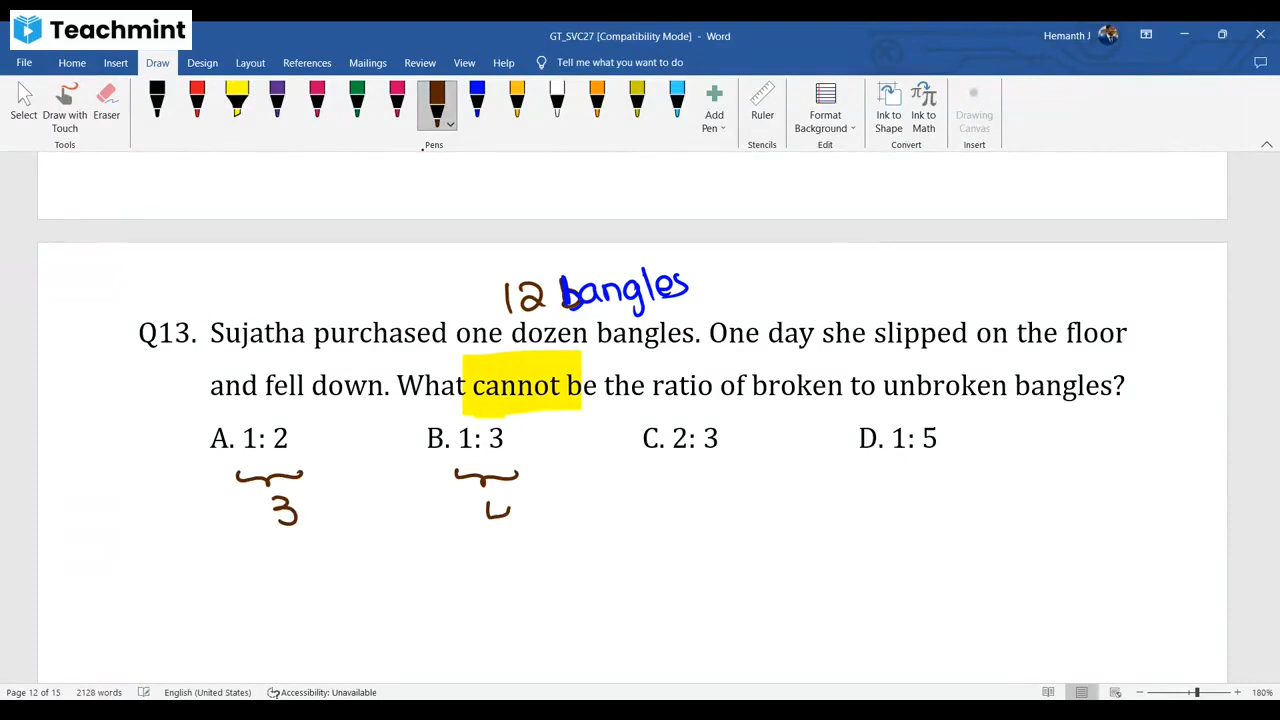 Teachmint
GT_SVC27 [Compatibility Mode] - Word
Hemanth J
File Home Insert Draw Design Layout References Mailings Review View Help Tell me what you want to do
Select Draw with Touch Eraser
Add Pen
Ruler
Format Background
Ink to Shape Ink to Math
Drawing Canvas
Tools Pens Stencils Edit Convert Insert
12 bangles
Q13. Sujatha purchased one dozen bangles. One day she slipped on the floor
and fell down. What cannot be the ratio of broken to unbroken bangles?
A. 1: 2 B. 1: 3 C. 2: 3 D. 1: 5
3 4
Page 12 of 15 2128 words English (United States) Accessibility: Unavailable 180%